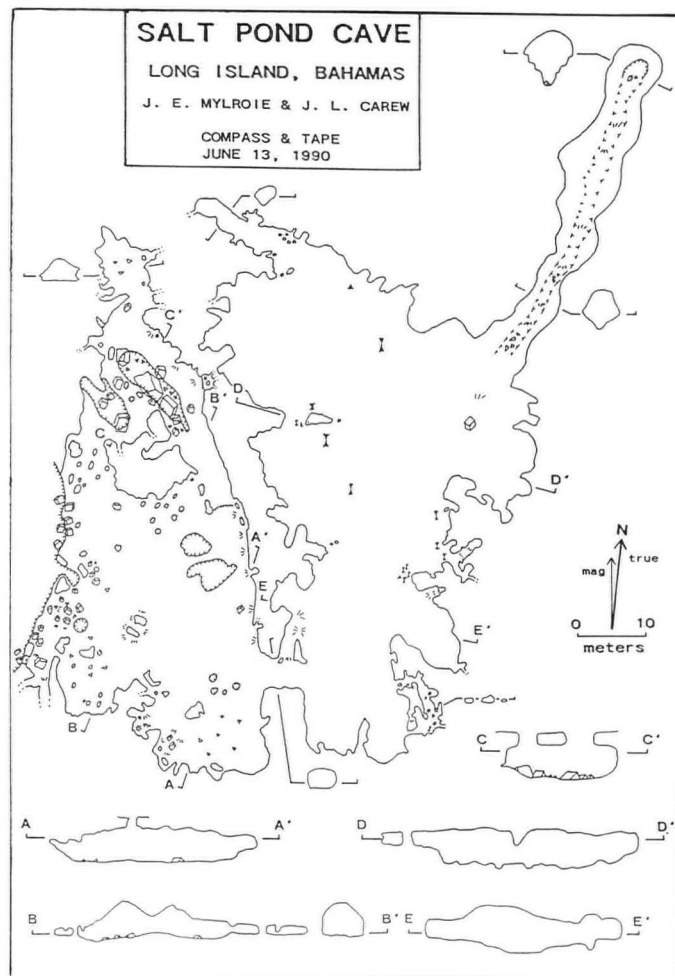 SALT POND CAVE
LONG ISLAND, BAHAMAS
J. E. MYLROIE & J. L. CAREW
COMPASS & TAPE
JUNE 13, 1990
C'
D
B'
C
D'
A'
N
true
mag
E
0 10
meters
E'
B
A
C C'
A A'
D D'
B B'
E E'